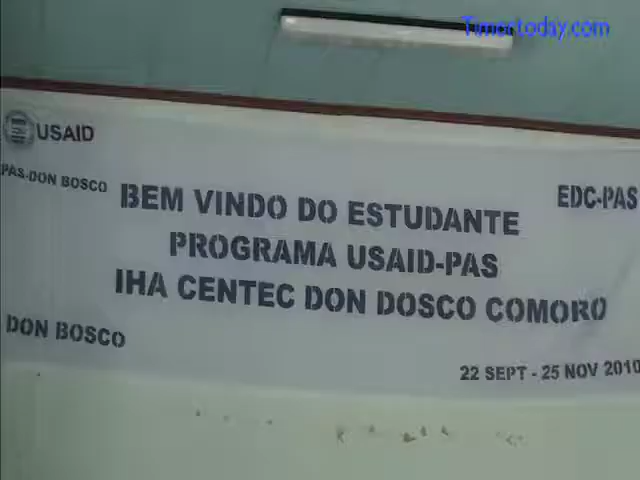 Timortoday.com
USAID
PAS-DON BOSCO
EDC-PAS
BEM VINDO DO ESTUDANTE
PROGRAMA USAID-PAS
IHA CENTEC DON DOSCO COMORO
DON BOSCO
22 SEPT - 25 NOV 2010